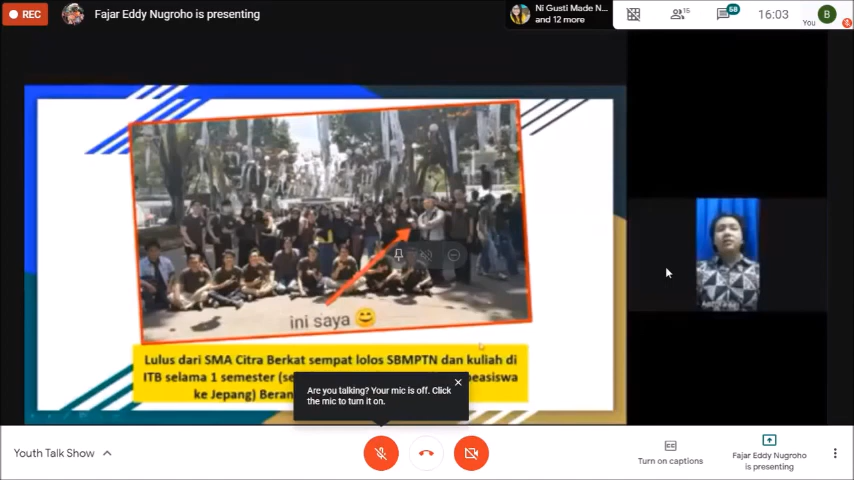 REC
Fajar Eddy Nugroho is presenting
Ni Gusti Made N...
and 12 more
15
58
16:03
You
B
ini saya
Lulus dari SMA Citra Berkat sempat lolos SBMPTN dan kuliah di
ITB selama 1 semester (se
beasiswa
ke Jepang) Beran
Are you talking? Your mic is off. Click
the mic to turn it on.
Youth Talk Show
Turn on captions
Fajar Eddy Nugroho
is presenting